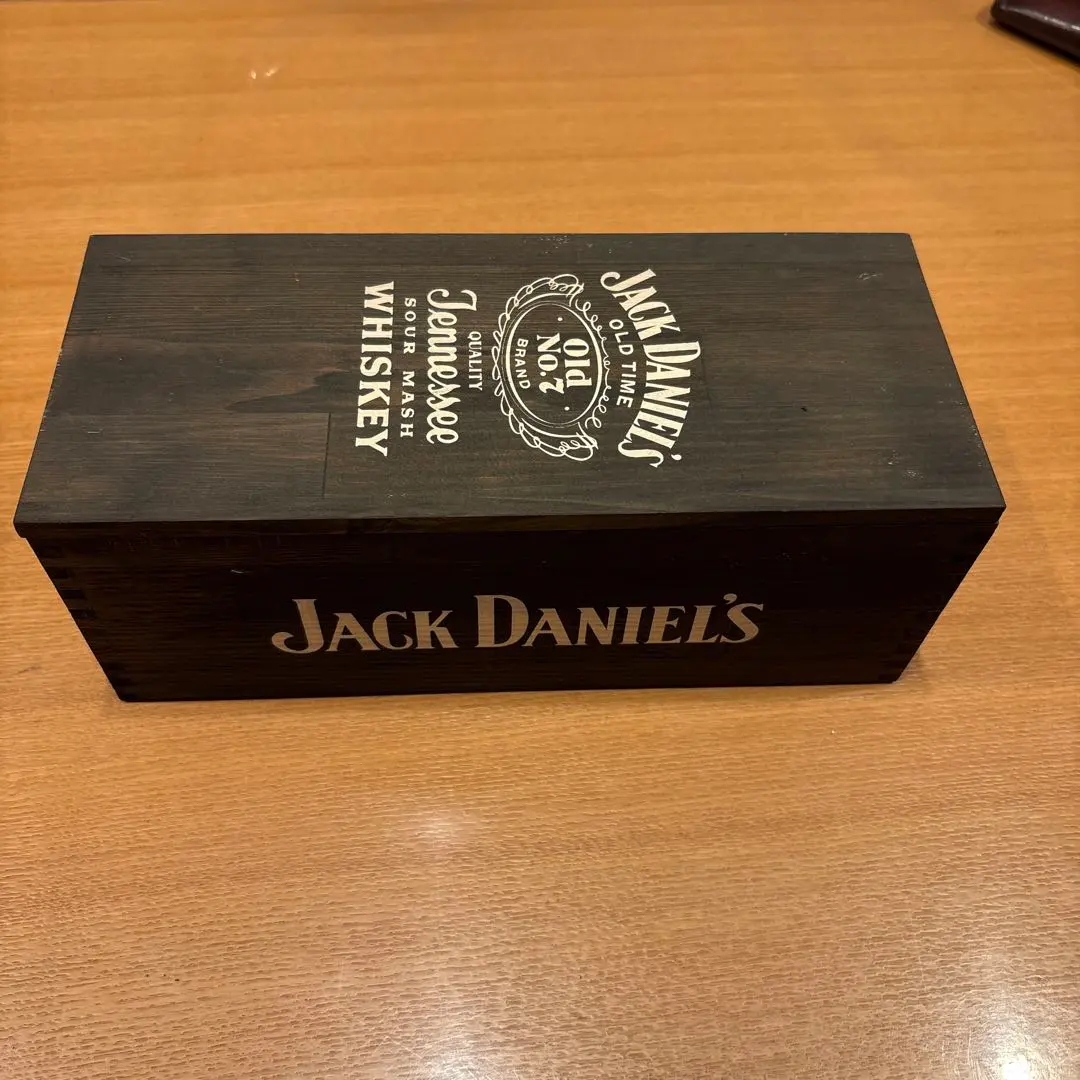 JACK DANIEL'S
OLD TIME
Old
No.7
BRAND
QUALITY
Tennessee
SOUR MASH
WHISKEY
JACK DANIEL'S